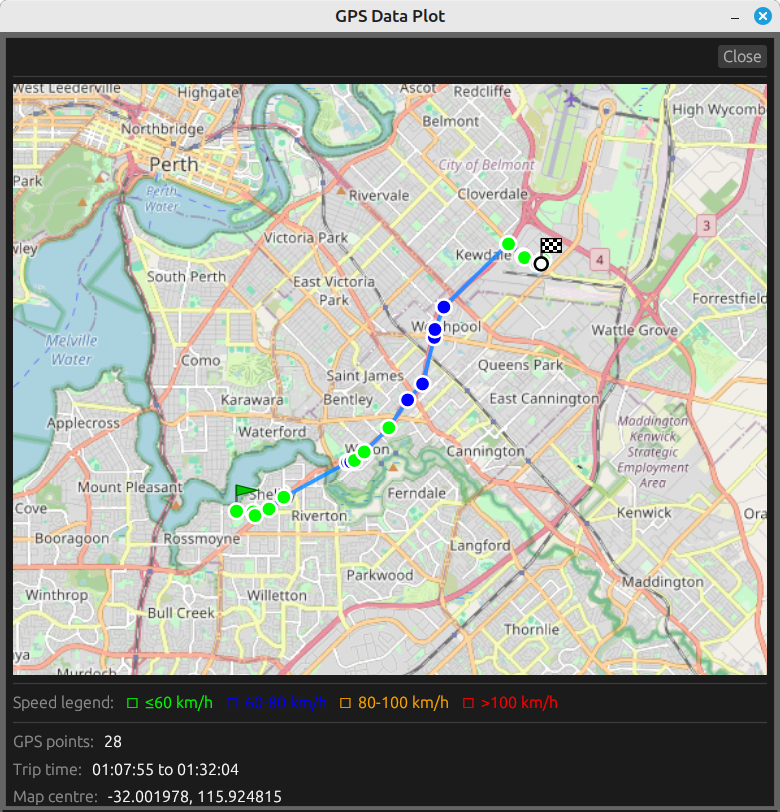 GPS Data Plot
Close
West Leederville
Highgate
Ascot
Redcliffe
High Wycomb
Northbridge
Belmont
Perth
City of Belmont
Park
Perth
Water
Rivervale
Cloverdale
3
Victoria Park
Kewdale
4
South Perth
East Victoria
Park
Forrestfield
Melville
Water
Wattle Grove
Como
Saint James
Queens Park
Karawara
Bentley
East Cannington
Applecross
Waterford
Maddington
Kenwick
Strategic
Employment
Area
Cannington
Mount Pleasant
Shel
Ferndale
Cove
Riverton
Kenwick
Ora
Booragoon
Rossmoyne
Langford
Parkwood
Maddington
Winthrop
Willetton
Bull Creek
Thornlie
Murdoch
Speed legend: ≤60 km/h 60-80 km/h 80-100 km/h >100 km/h
GPS points: 28
Trip time: 01:07:55 to 01:32:04
Map centre: -32.001978, 115.924815